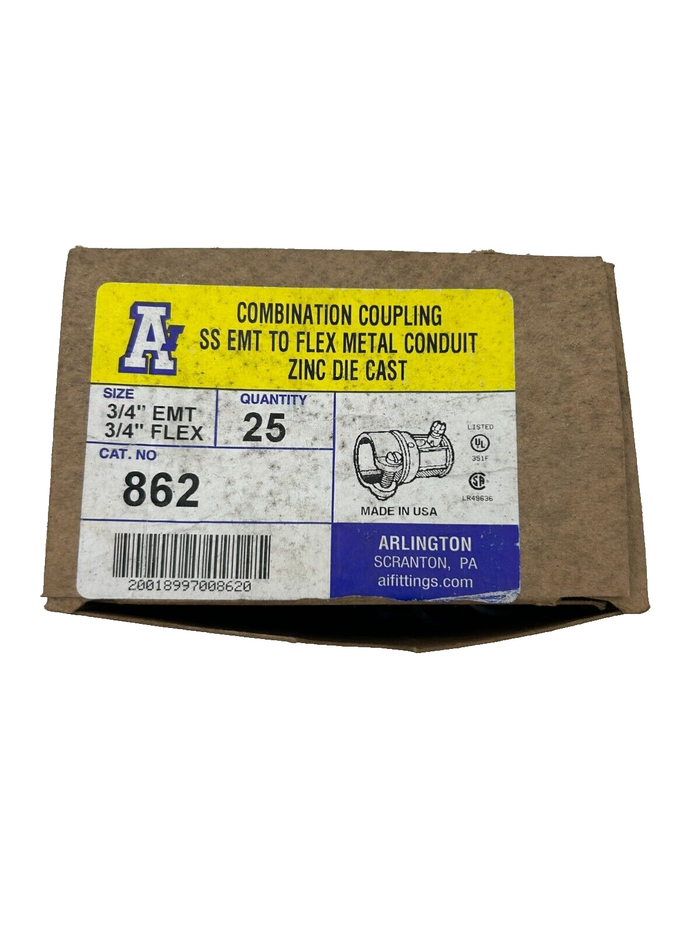 A
COMBINATION COUPLING
SS EMT TO FLEX METAL CONDUIT
ZINC DIE CAST
SIZE
3/4" EMT
3/4" FLEX
QUANTITY
25
CAT. NO
862
LISTED
UL
351F
SA
LR49636
MADE IN USA
20018997008620
ARLINGTON
SCRANTON, PA
aifittings.com